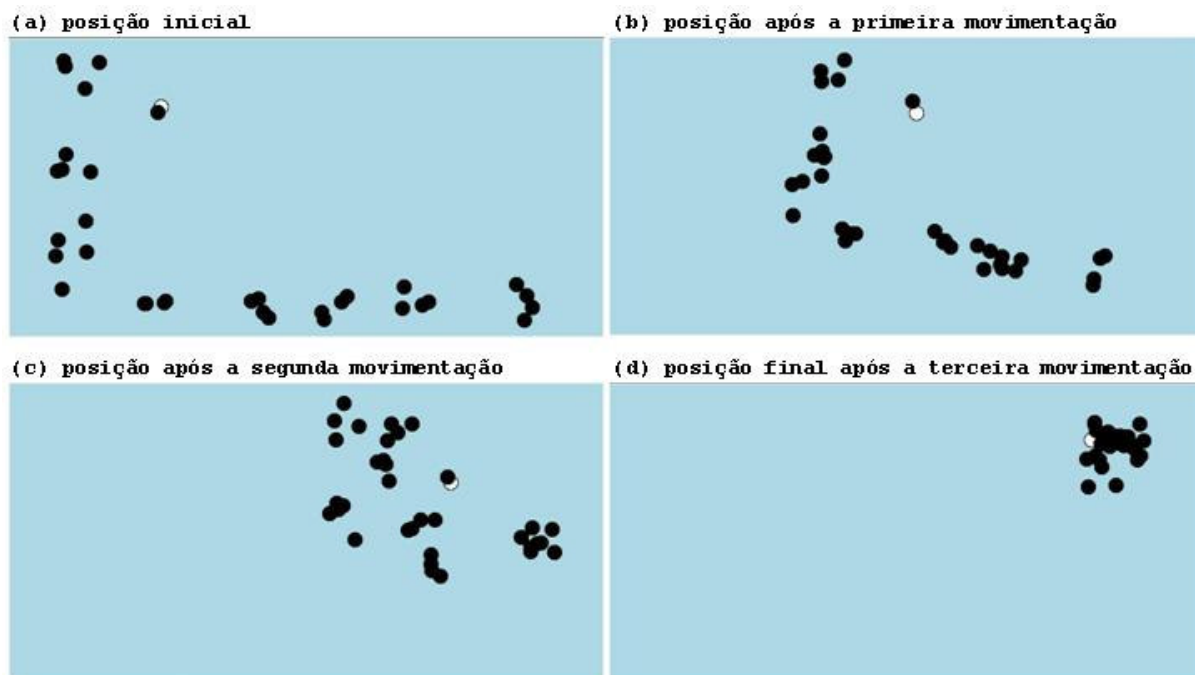 (a) posição inicial
(b) posição após a primeira movimentação
(c) posição após a segunda movimentação
(d) posição final após a terceira movimentação